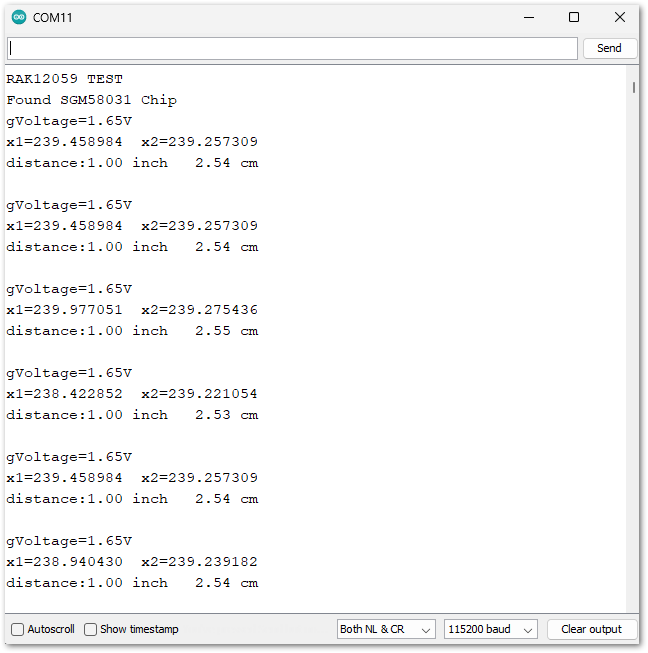 COM11
Send
RAK12059 TEST
Found SGM58031 Chip
gVoltage=1.65V
x1=239.458984  x2=239.257309
distance:1.00 inch   2.54 cm
gVoltage=1.65V
x1=239.458984  x2=239.257309
distance:1.00 inch   2.54 cm
gVoltage=1.65V
x1=239.977051  x2=239.275436
distance:1.00 inch   2.55 cm
gVoltage=1.65V
x1=238.422852  x2=239.221054
distance:1.00 inch   2.53 cm
gVoltage=1.65V
x1=239.458984  x2=239.257309
distance:1.00 inch   2.54 cm
gVoltage=1.65V
x1=238.940430  x2=239.239182
distance:1.00 inch   2.54 cm
Autoscroll Show timestamp Both NL & CR 115200 baud Clear output